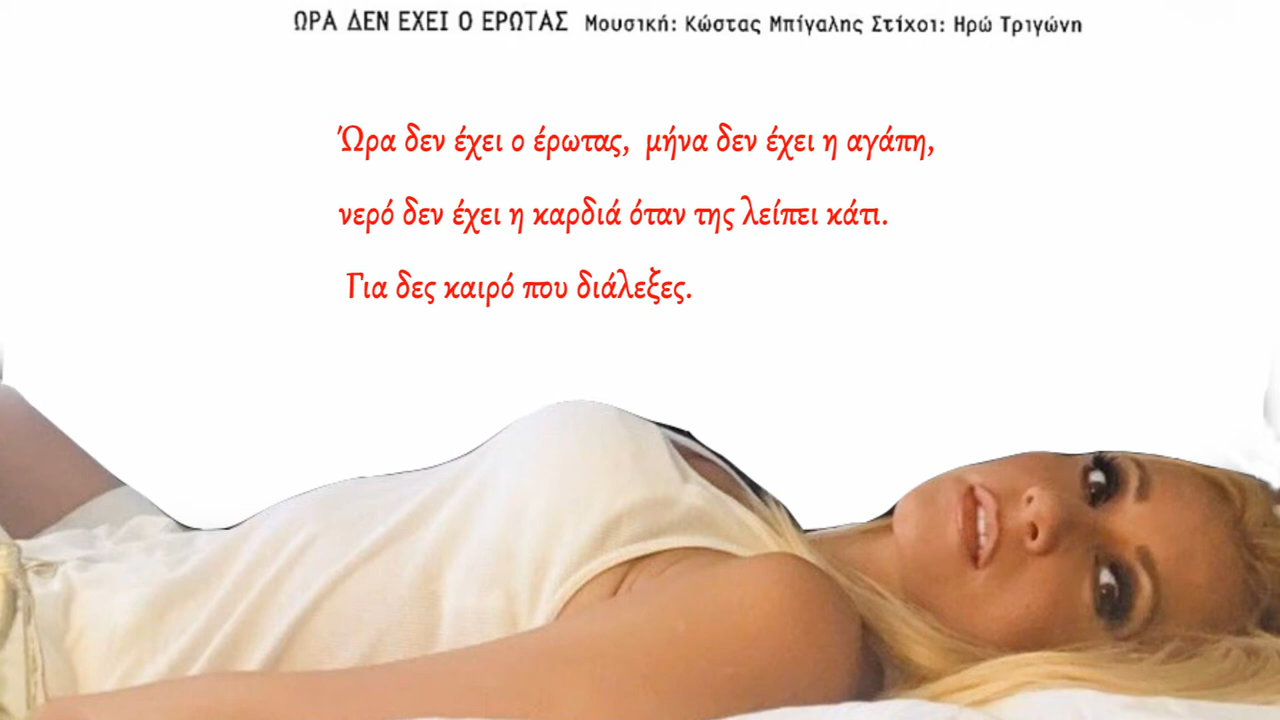 ΩΡΑ ΔΕΝ ΕΧΕΙ Ο ΕΡΩΤΑΣ Μουσική: Κώστας Μπίγαλης Στίχοι: Ηρώ Τριγώνη
Ώρα δεν έχει ο έρωτας, μήνα δεν έχει η αγάπη,
νερό δεν έχει η καρδιά όταν της λείπει κάτι.
Για δες καιρό που διάλεξες.